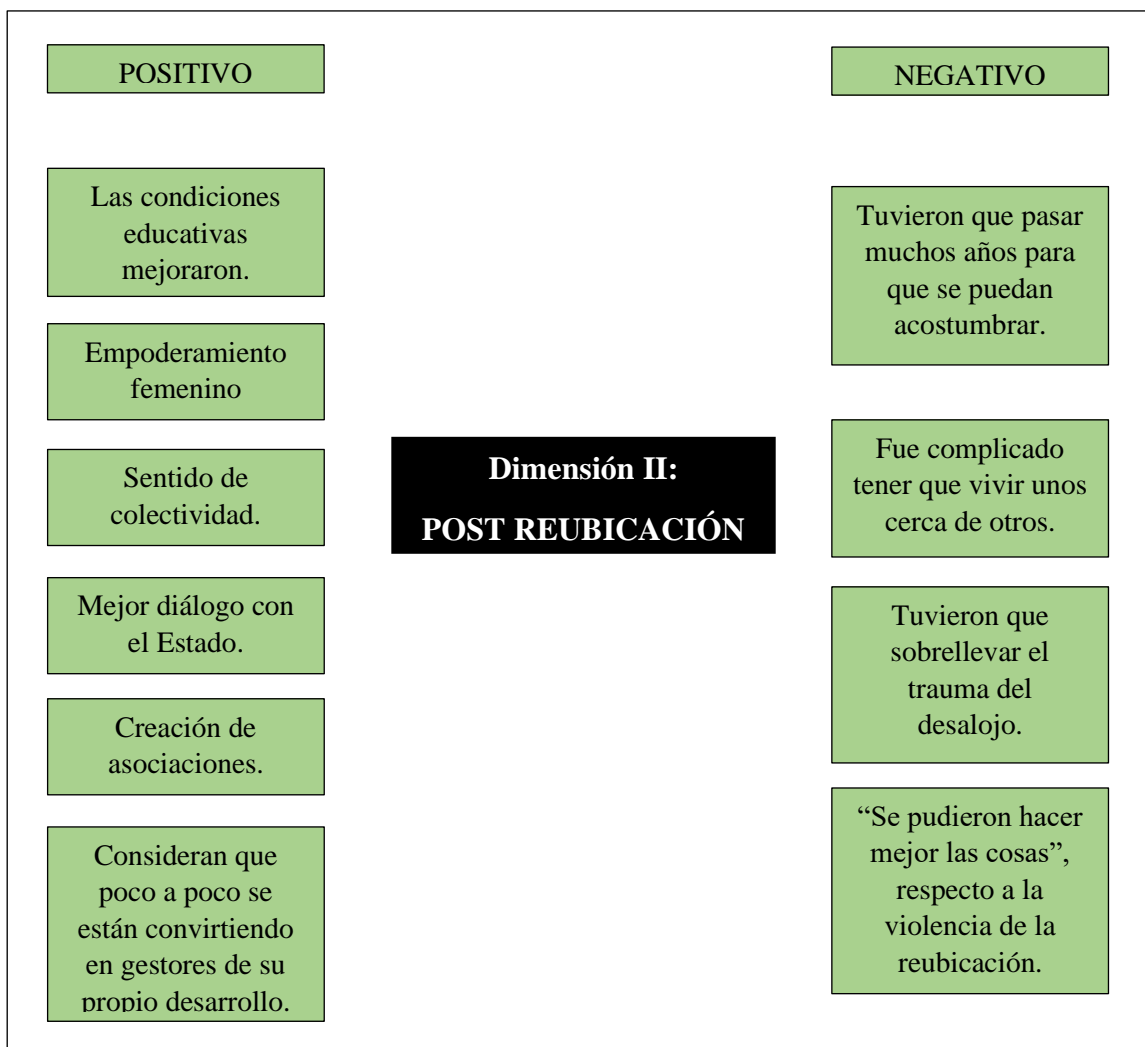 POSITIVO
Las condiciones
educativas
mejoraron.
Empoderamiento
femenino
Sentido de
colectividad.
Mejor diálogo con
el Estado.
Creación de
asociaciones.
Consideran que
poco a poco se
están convirtiendo
en gestores de su
propio desarrollo.
Dimensión II:
POST REUBICACIÓN
NEGATIVO
Tuvieron que pasar
muchos años para
que se puedan
acostumbrar.
Fue complicado
tener que vivir unos
cerca de otros.
Tuvieron que
sobrellevar el
trauma del
desalojo.
“Se pudieron hacer
mejor las cosas”,
respecto a la
violencia de la
reubicación.